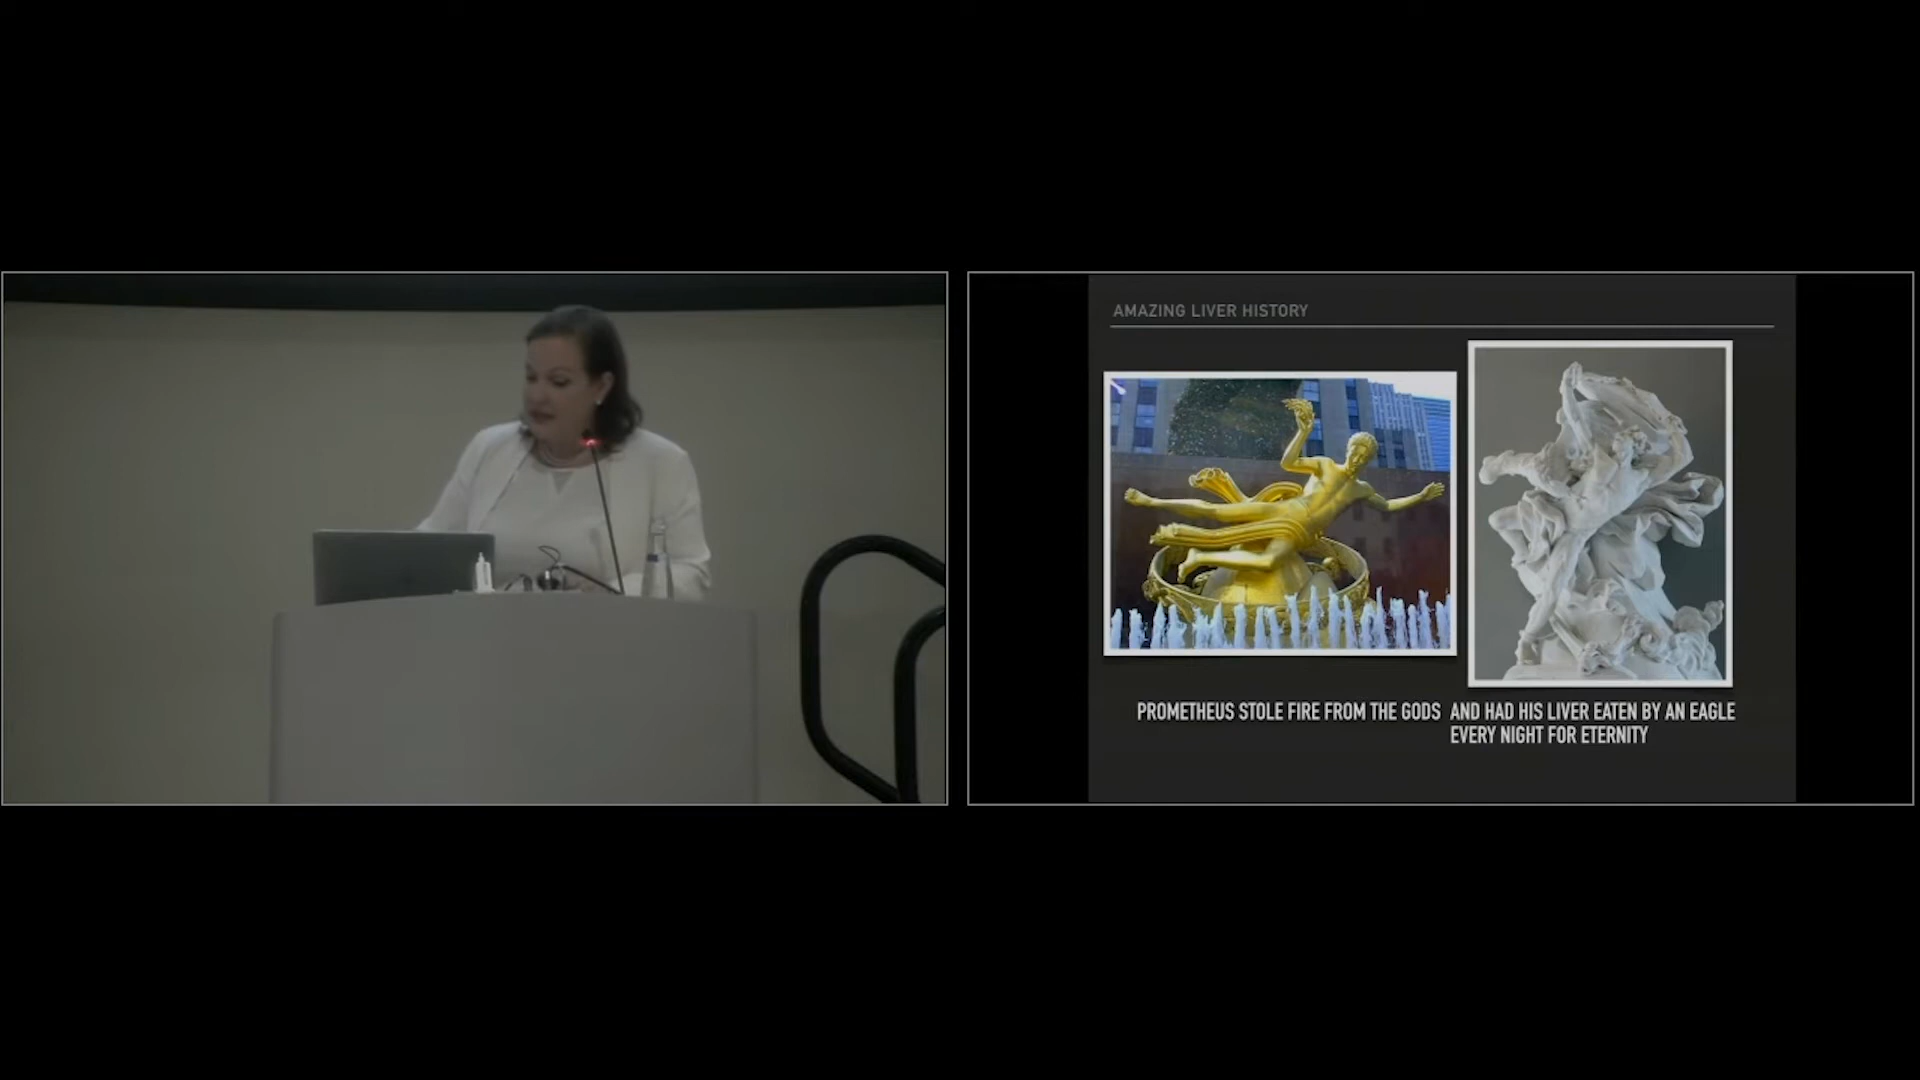 AMAZING LIVER HISTORY
PROMETHEUS STOLE FIRE FROM THE GODS
AND HAD HIS LIVER EATEN BY AN EAGLE
EVERY NIGHT FOR ETERNITY